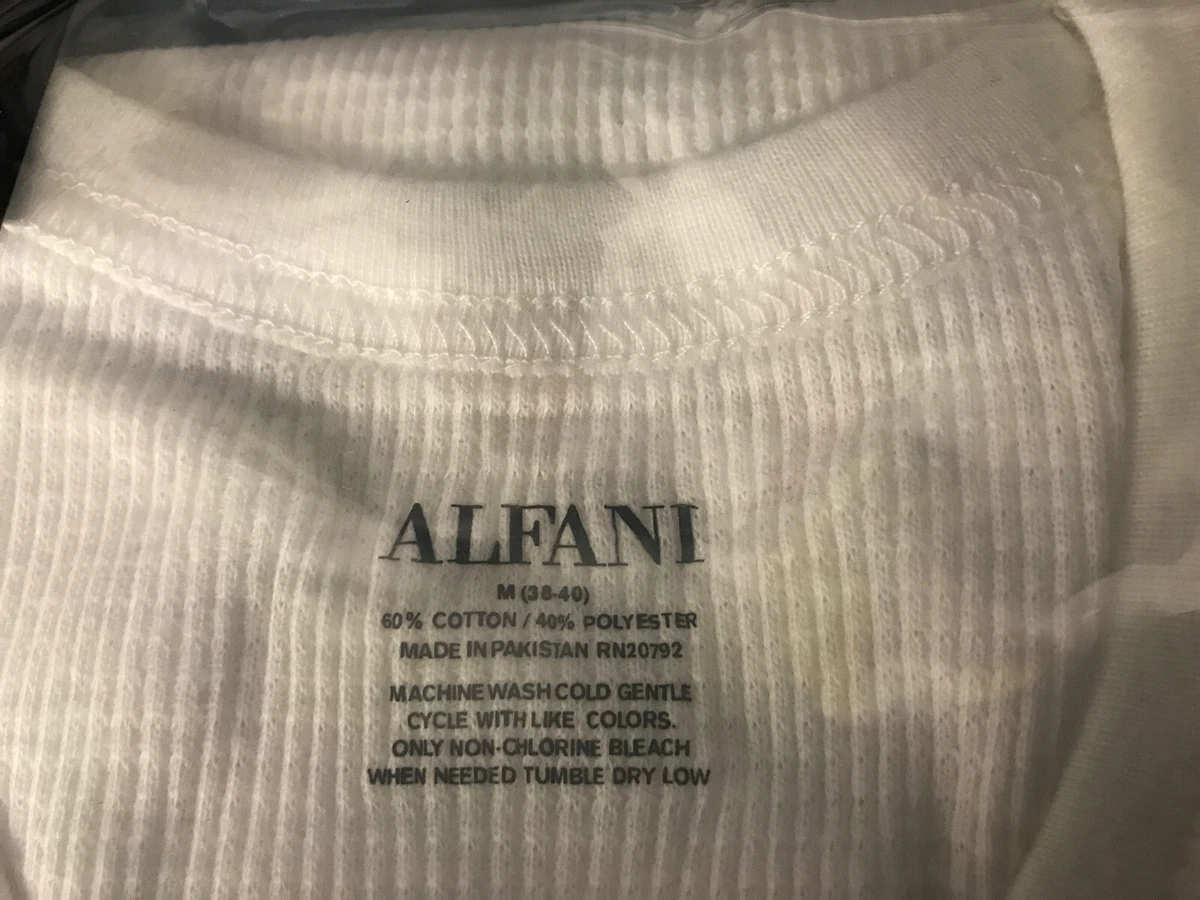 ALFANI
M (38-40)
60% COTTON / 40% POLYESTER
MADE IN PAKISTAN RN20792
MACHINE WASH COLD GENTLE
CYCLE WITH LIKE COLORS.
ONLY NON-CHLORINE BLEACH
WHEN NEEDED TUMBLE DRY LOW